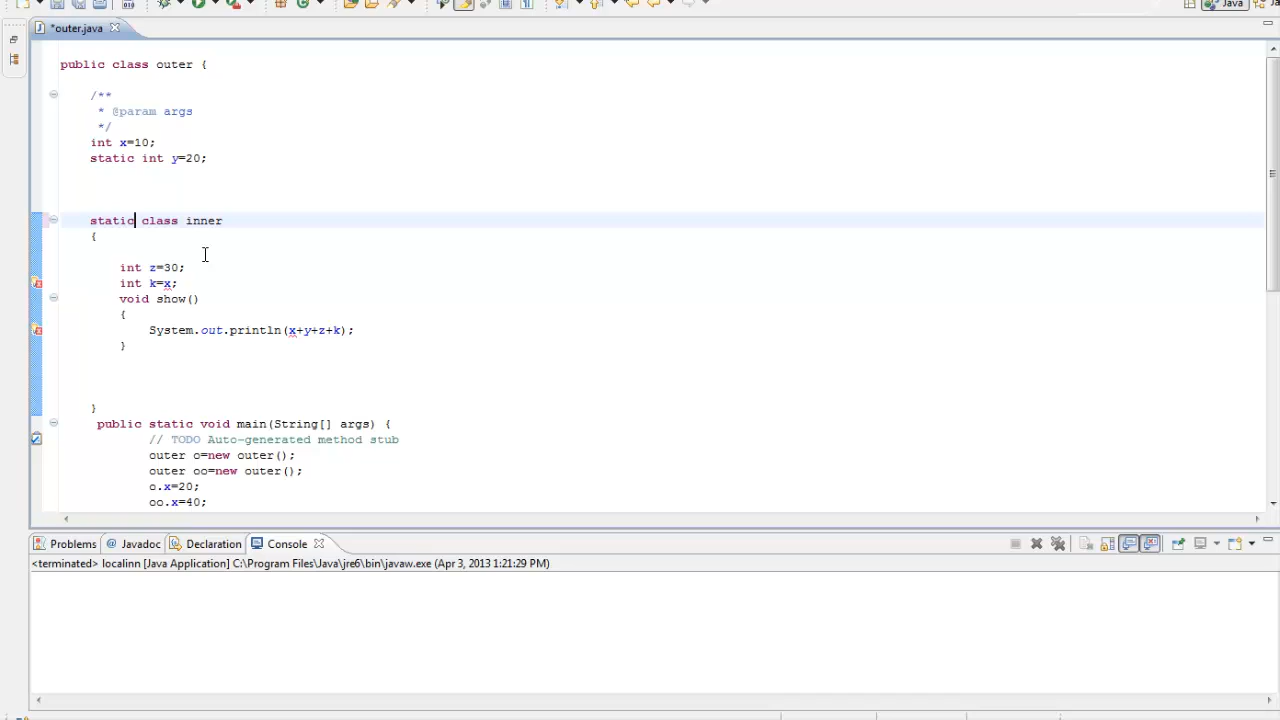 Java
*outer.java
public class outer {
/**
* @param args
*/
int x=10;
static int y=20;
static class inner
{
int z=30;
int k=x;
void show()
{
System.out.println(x+y+z+k);
}
}
public static void main(String[] args) {
// TODO Auto-generated method stub
outer o=new outer();
outer oo=new outer();
o.x=20;
oo.x=40;
Problems Javadoc Declaration Console
<terminated> localinn [Java Application] C:\Program Files\Java\jre6\bin\javaw.exe (Apr 3, 2013 1:21:29 PM)